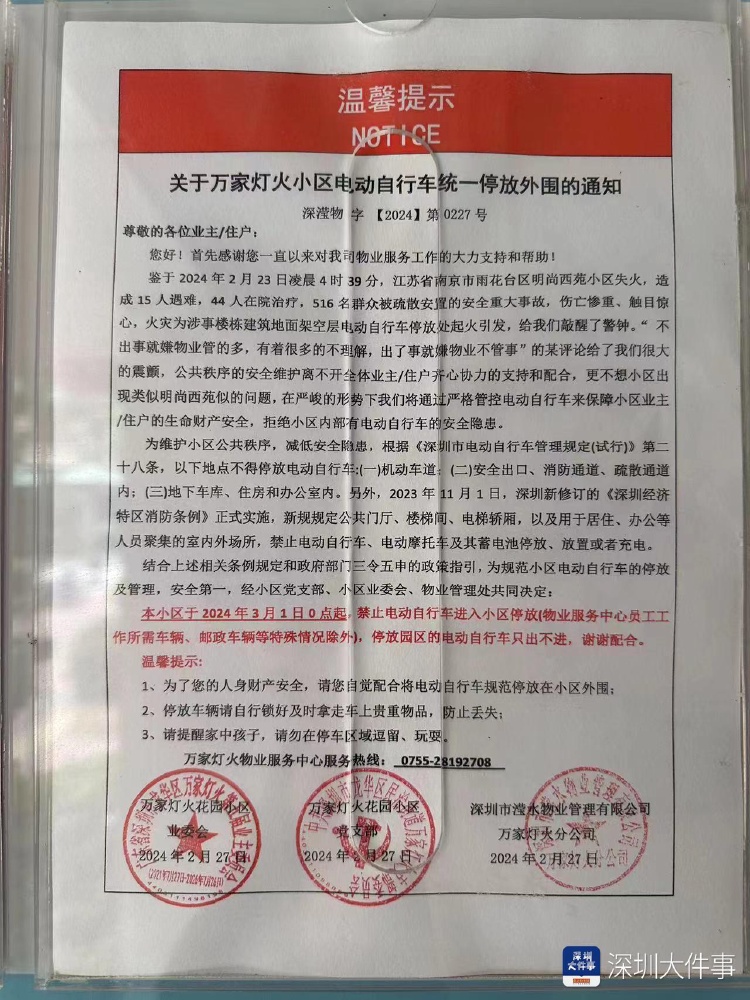 温馨提示
NOTICE
关于万家灯火小区电动自行车统一停放外围的通知
深滢物 字 【2024】第 0227 号
尊敬的各位业主/住户：
您好！首先感谢您一直以来对我司物业服务工作的大力支持和帮助！
鉴于 2024 年 2 月 23 日凌晨 4 时 39 分，江苏省南京市雨花台区明尚西苑小区失火，造
成 15 人遇难，44 人在院治疗，516 名群众被疏散安置的安全重大事故，伤亡惨重、触目惊
心，火灾为涉事楼栋建筑地面架空层电动自行车停放处起火引发，给我们敲醒了警钟。“ 不
出事就嫌物业管的多，有着很多的不理解，出了事就嫌物业不管事”的某评论给了我们很大
的震颤，公共秩序的安全维护离不开全体业主/住户齐心协力的支持和配合，更不想小区出
现类似明尚西苑似的问题，在严峻的形势下我们将通过严格管控电动自行车来保障小区业主
/住户的生命财产安全，拒绝小区内部有电动自行车的安全隐患。
为维护小区公共秩序，减低安全隐患，根据《深圳市电动自行车管理规定(试行)》第二
十八条，以下地点不得停放电动自行车:(一)机动车道；(二)安全出口、消防通道、疏散通道
内；(三)地下车库、住房和办公室内。另外，2023 年 11 月 1 日，深圳新修订的《深圳经济
特区消防条例》正式实施，新规规定公共门厅、楼梯间、电梯轿厢，以及用于居住、办公等
人员聚集的室内外场所，禁止电动自行车、电动摩托车及其蓄电池停放、放置或者充电。
结合上述相关条例规定和政府部门三令五申的政策指引，为规范小区电动自行车的停放
及管理，安全第一，经小区党支部、小区业委会、物业管理处共同决定：
本小区于 2024 年 3 月 1 日 0 点起，禁止电动自行车进入小区停放(物业服务中心员工工
作所需车辆、邮政车辆等特殊情况除外)，停放园区的电动自行车只出不进，谢谢配合。
温馨提示:
1、为了您的人身财产安全，请您自觉配合将电动自行车规范停放在小区外围；
2、停放车辆请自行锁好及时拿走车上贵重物品，防止丢失；
3、请提醒家中孩子，请勿在停车区域逗留、玩耍。
万家灯火物业服务中心服务热线： 0755-28192708
万家灯火花园小区 万家灯火花园小区 深圳市滢水物业管理有限公司
业委会 党支部 万家灯火分公司
2024 年 2 月 27 日 2024 年 2 月 27 日 2024 年 2 月 27 日
深圳大件事